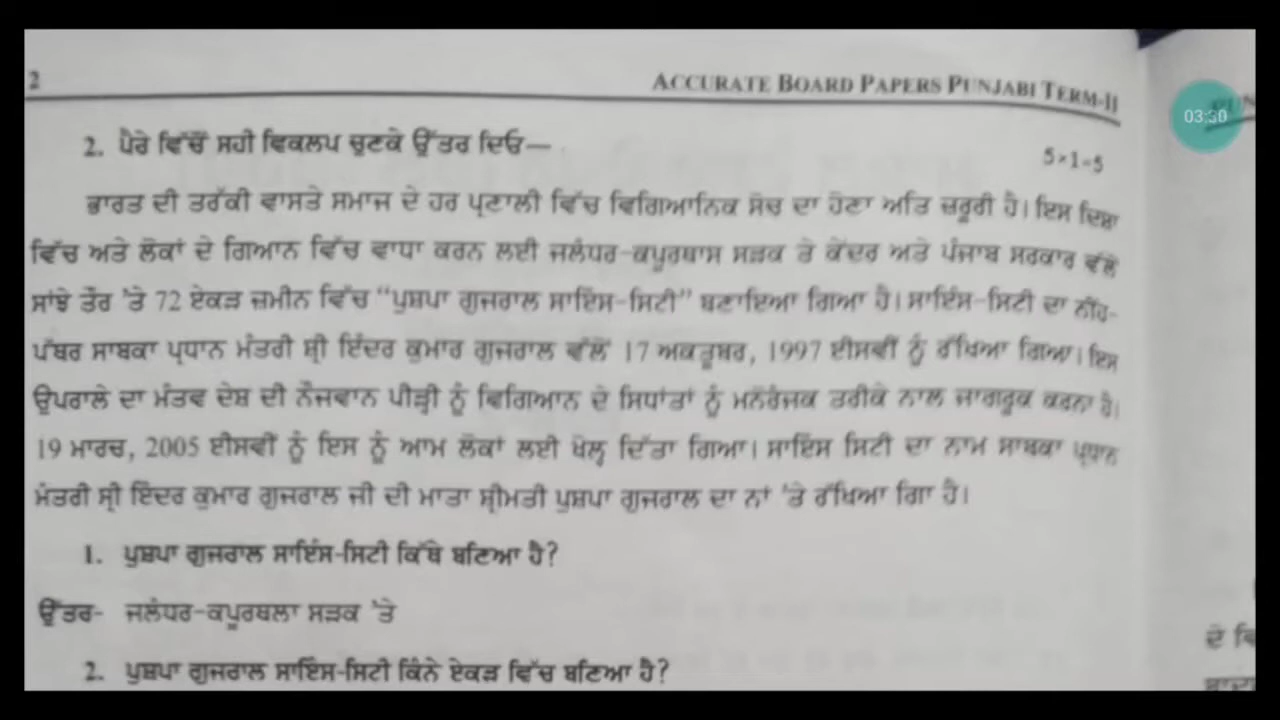 2
ACCURATE BOARD PAPERS PUNJABI TERM-II
03:30
2. ਪੈਰੇ ਵਿੱਚੋਂ ਸਹੀ ਵਿਕਲਪ ਚੁਣਕੇ ਉੱਤਰ ਦਿਓ—
5×1=5
ਭਾਰਤ ਦੀ ਤਰੱਕੀ ਵਾਸਤੇ ਸਮਾਜ ਦੇ ਹਰ ਪ੍ਰਣਾਲੀ ਵਿੱਚ ਵਿਗਿਆਨਿਕ ਸੋਚ ਦਾ ਹੋਣਾ ਅਤਿ ਜ਼ਰੂਰੀ ਹੈ। ਇਸ ਦਿਸ਼ਾ
ਵਿੱਚ ਅਤੇ ਲੋਕਾਂ ਦੇ ਗਿਆਨ ਵਿੱਚ ਵਾਧਾ ਕਰਨ ਲਈ ਜਲੰਧਰ-ਕਪੂਰਥਾਸ ਸੜਕ ਤੇ ਕੇਂਦਰ ਅਤੇ ਪੰਜਾਬ ਸਰਕਾਰ ਵੱਲੋਂ
ਸਾਂਝੇ ਤੌਰ 'ਤੇ 72 ਏਕੜ ਜ਼ਮੀਨ ਵਿੱਚ “ਪੁਸ਼ਪਾ ਗੁਜਰਾਲ ਸਾਇੰਸ-ਸਿਟੀ” ਬਣਾਇਆ ਗਿਆ ਹੈ। ਸਾਇੰਸ-ਸਿਟੀ ਦਾ ਨੀਂਹ-
ਪੱਥਰ ਸਾਬਕਾ ਪ੍ਰਧਾਨ ਮੰਤਰੀ ਸ਼੍ਰੀ ਇੰਦਰ ਕੁਮਾਰ ਗੁਜਰਾਲ ਵੱਲੋਂ 17 ਅਕਤੂਬਰ, 1997 ਈਸਵੀਂ ਨੂੰ ਰੱਖਿਆ ਗਿਆ। ਇਸ
ਉਪਰਾਲੇ ਦਾ ਮੰਤਵ ਦੇਸ਼ ਦੀ ਨੌਜਵਾਨ ਪੀੜ੍ਹੀ ਨੂੰ ਵਿਗਿਆਨ ਦੇ ਸਿਧਾਂਤਾਂ ਨੂੰ ਮਨੋਰੰਜਕ ਤਰੀਕੇ ਨਾਲ ਜਾਗਰੂਕ ਕਰਨਾ ਹੈ।
19 ਮਾਰਚ, 2005 ਈਸਵੀਂ ਨੂੰ ਇਸ ਨੂੰ ਆਮ ਲੋਕਾਂ ਲਈ ਖੋਲ੍ਹ ਦਿੱਤਾ ਗਿਆ। ਸਾਇੰਸ ਸਿਟੀ ਦਾ ਨਾਮ ਸਾਬਕਾ ਪ੍ਰਧਾਨ
ਮੰਤਰੀ ਸ਼੍ਰੀ ਇੰਦਰ ਕੁਮਾਰ ਗੁਜਰਾਲ ਜੀ ਦੀ ਮਾਤਾ ਸ਼੍ਰੀਮਤੀ ਪੁਸ਼ਪਾ ਗੁਜਰਾਲ ਦਾ ਨਾਂ 'ਤੇ ਰੱਖਿਆ ਗਿਾ ਹੈ।
1. ਪੁਸ਼ਪਾ ਗੁਜਰਾਲ ਸਾਇੰਸ-ਸਿਟੀ ਕਿੱਥੇ ਬਣਿਆ ਹੈ?
ਉੱਤਰ- ਜਲੰਧਰ-ਕਪੂਰਥਲਾ ਸੜਕ 'ਤੇ
2. ਪੁਸ਼ਪਾ ਗੁਜਰਾਲ ਸਾਇੰਸ-ਸਿਟੀ ਕਿੰਨੇ ਏਕੜ ਵਿੱਚ ਬਣਿਆ ਹੈ?